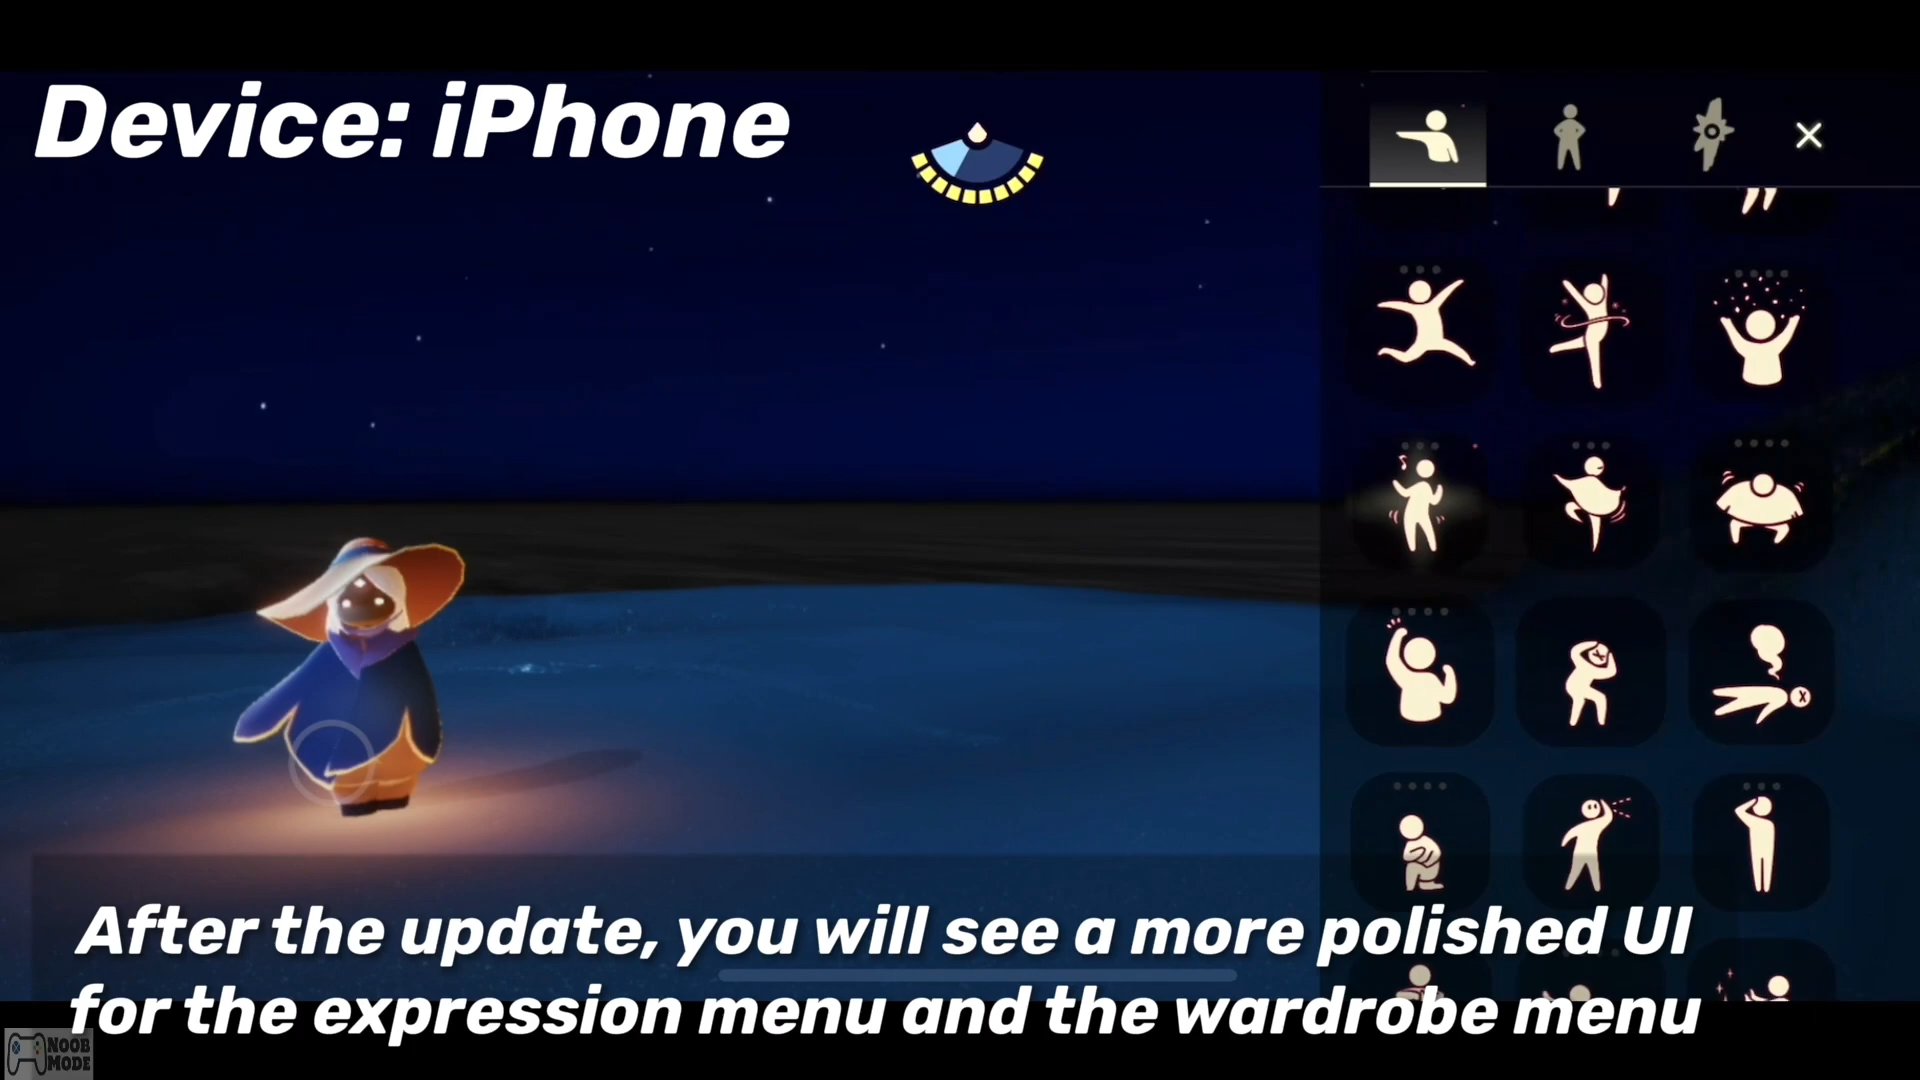 Device: iPhone
After the update, you will see a more polished UI
for the expression menu and the wardrobe menu
NOOB
MODE